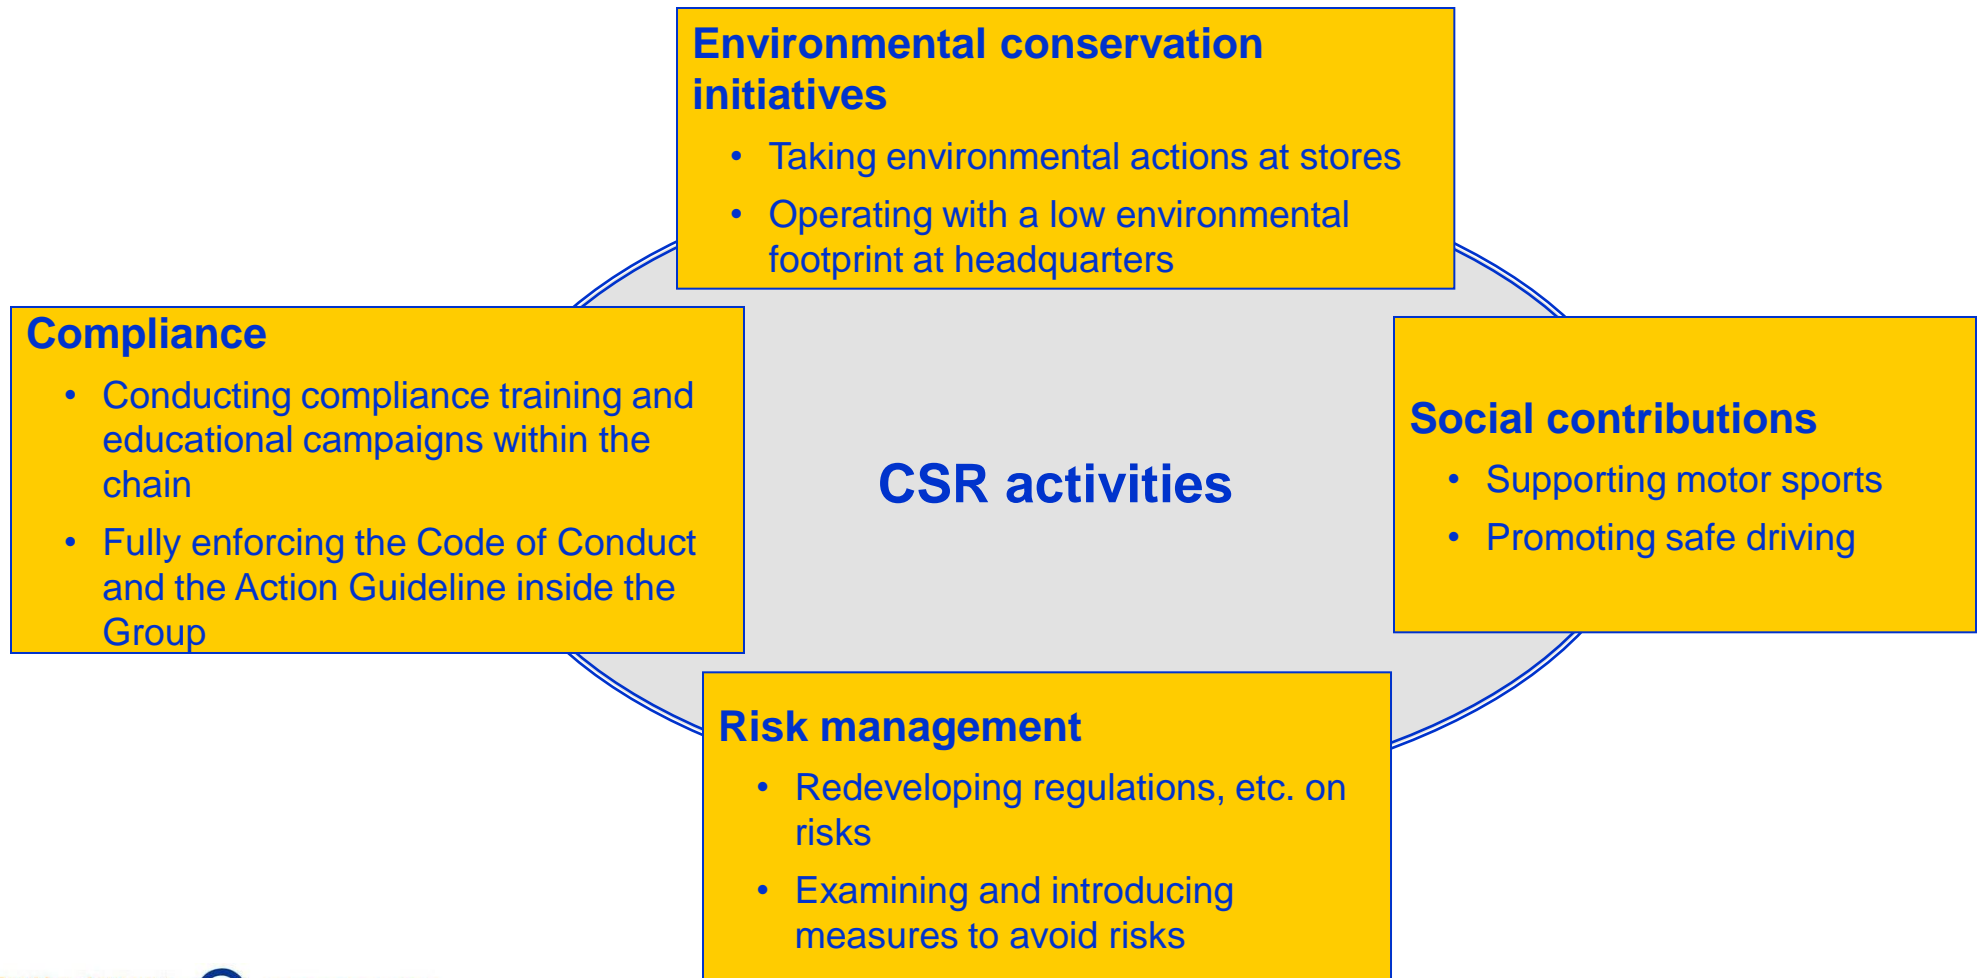 Environmental conservation
initiatives
• Taking environmental actions at stores
• Operating with a low environmental
footprint at headquarters
Compliance
• Conducting compliance training and
educational campaigns within the
chain
• Fully enforcing the Code of Conduct
and the Action Guideline inside the
Group
CSR activities
Social contributions
• Supporting motor sports
• Promoting safe driving
Risk management
• Redeveloping regulations, etc. on
risks
• Examining and introducing
measures to avoid risks